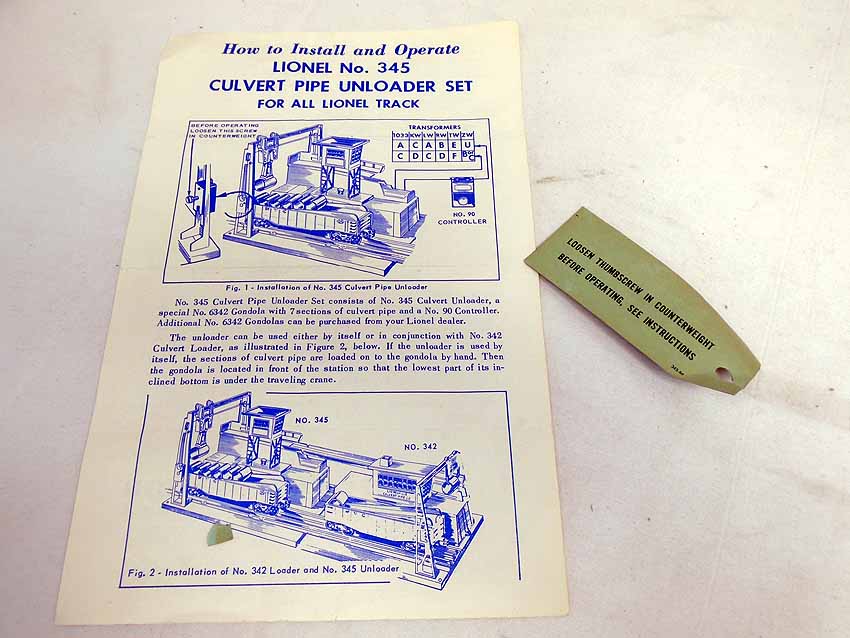 How to Install and Operate
LIONEL No. 345
CULVERT PIPE UNLOADER SET
FOR ALL LIONEL TRACK
BEFORE OPERATING
LOOSEN THIS SCREW
IN COUNTERWEIGHT
TRANSFORMERS
1033 KW LW RW TW ZW
A C A B E U
C D C D F
NO. 90
CONTROLLER
Fig. 1 - Installation of No. 345 Culvert Pipe Unloader
No. 345 Culvert Pipe Unloader Set consists of No. 345 Culvert Unloader, a
special No. 6342 Gondola with 7 sections of culvert pipe and a No. 90 Controller.
Additional No. 6342 Gondolas can be purchased from your Lionel dealer.
The unloader can be used either by itself or in conjunction with No. 342
Culvert Loader, as illustrated in Figure 2, below. If the unloader is used by
itself, the sections of culvert pipe are loaded on to the gondola by hand. Then
the gondola is located in front of the station so that the lowest part of its in-
clined bottom is under the traveling crane.
NO. 345
NO. 342
Fig. 2 - Installation of No. 342 Loader and No. 345 Unloader
LOOSEN THUMBSCREW IN COUNTERWEIGHT
BEFORE OPERATING, SEE INSTRUCTIONS